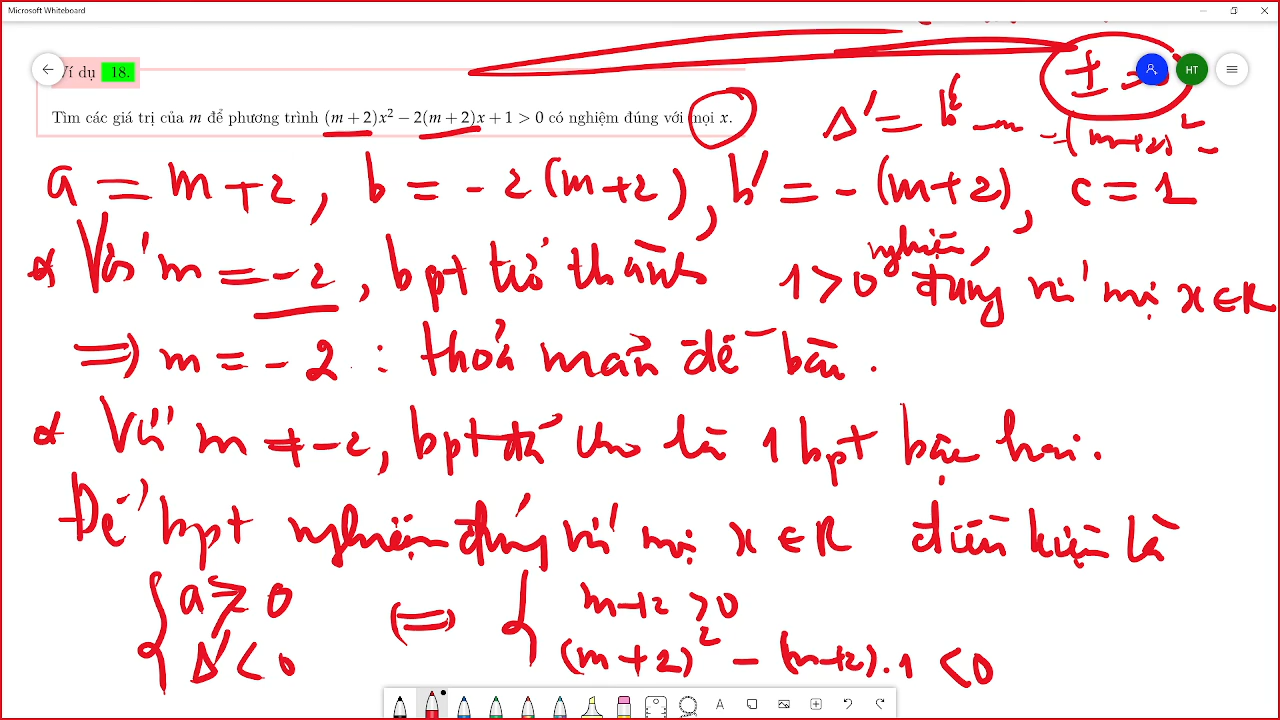 Microsoft Whiteboard
Ví dụ 18.
HT
± =
Tìm các giá trị của m để phương trình (m + 2)x² − 2(m + 2)x + 1 > 0 có nghiệm đúng với mọi x.
Δ' = b'
a = m + 2, b = - 2 (m + 2), b' = - (m + 2), c = 1
Với m = - 2, bpt trở thành 1 > 0 nghiệm đúng với mọi x ∈ R
=> m = - 2 : thoả mãn đề bài.
Với m ≠ - 2, bpt đã cho là 1 bpt bậc hai.
Để bpt nghiệm đúng với mọi x ∈ R điều kiện là
{ a > 0 (=) { m + 2 > 0
Δ' < 0 (m + 2)² - (m + 2) . 1 < 0
A